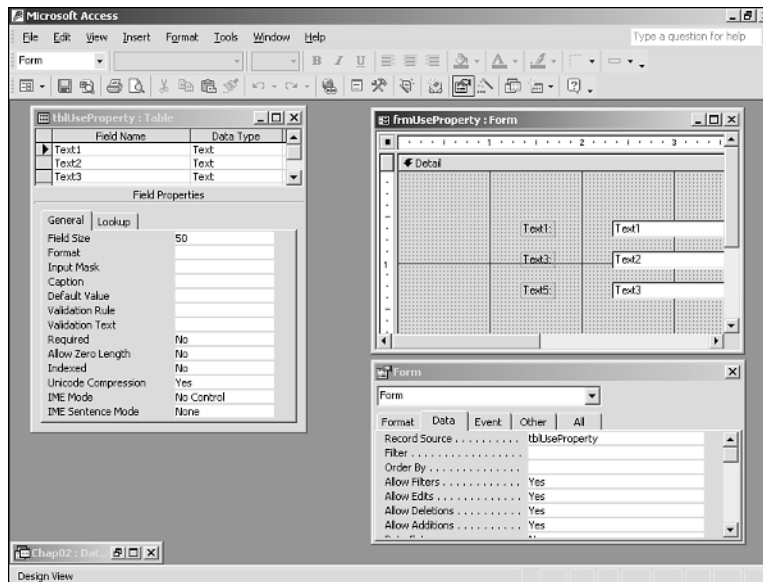 Microsoft Access
File Edit View Insert Format Tools Window Help
Type a question for help
Form
B I U
tblUseProperty : Table
Field Name Data Type
Text1 Text
Text2 Text
Text3 Text
Field Properties
General Lookup
Field Size 50
Format
Input Mask
Caption
Default Value
Validation Rule
Validation Text
Required No
Allow Zero Length No
Indexed No
Unicode Compression Yes
IME Mode No Control
IME Sentence Mode None
frmUseProperty : Form
1 2 3
Detail
Text1: Text1
1
Text3: Text2
Text5: Text3
Form
Form
Format Data Event Other All
Record Source . . . . . . . . . . tblUseProperty
Filter . . . . . . . . . . . . . . . . .
Order By . . . . . . . . . . . . . .
Allow Filters . . . . . . . . . . . . Yes
Allow Edits . . . . . . . . . . . . . Yes
Allow Deletions . . . . . . . . . . Yes
Allow Additions . . . . . . . . . . Yes
Chap02 : Dat...
Design View